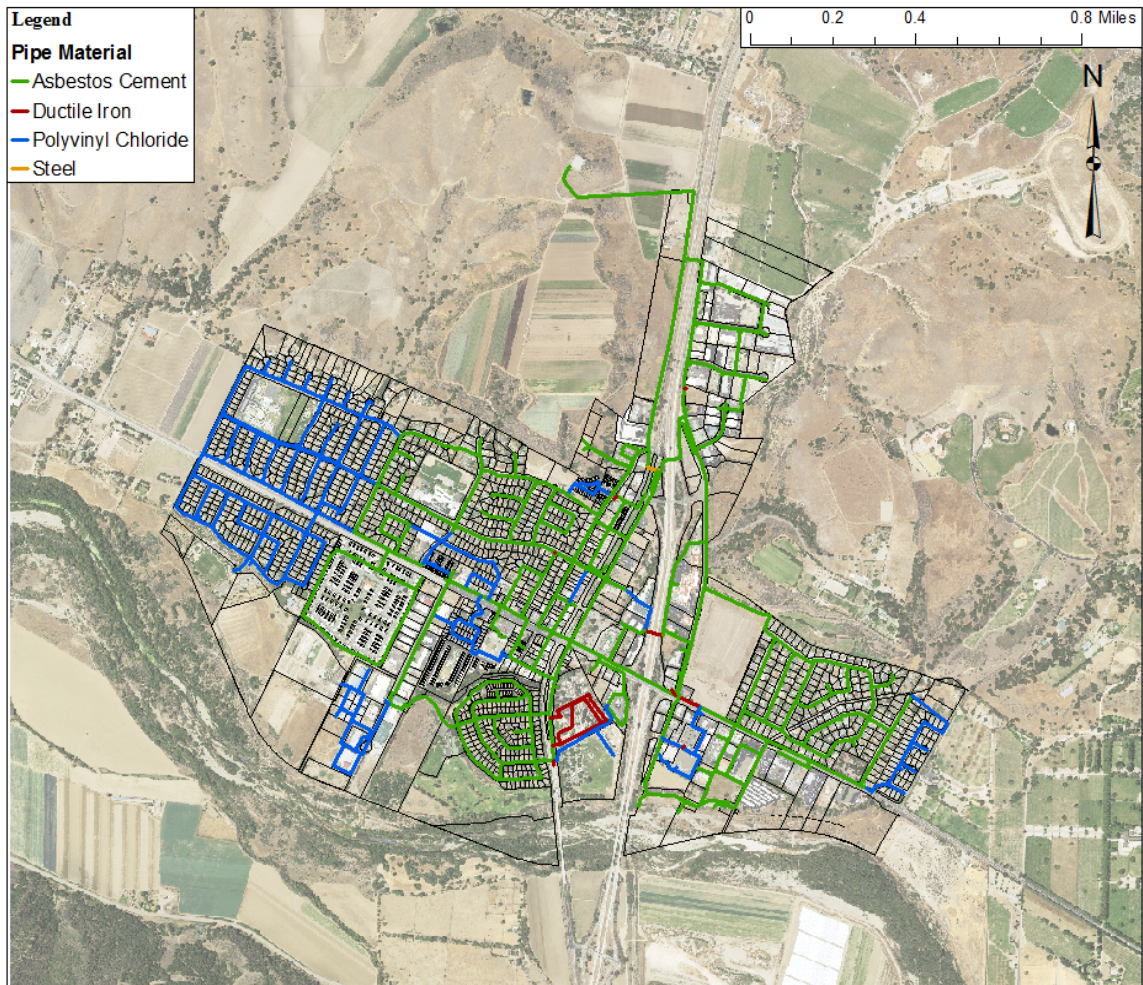 Legend
Pipe Material
Asbestos Cement
Ductile Iron
Polyvinyl Chloride
Steel
0 0.2 0.4 0.8 Miles
N